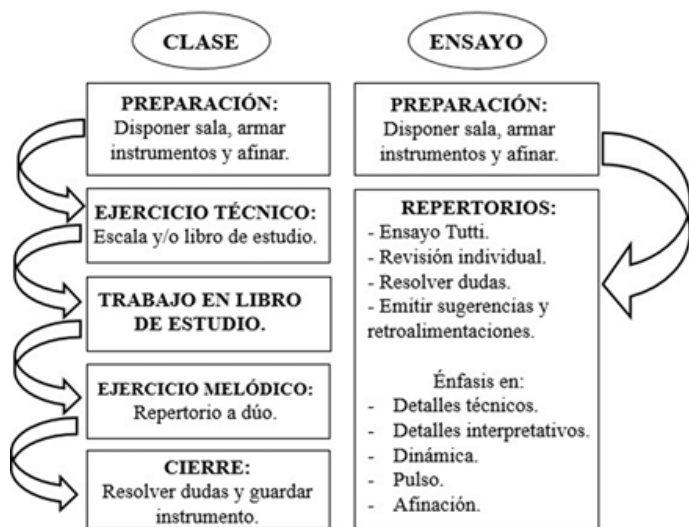 CLASE
PREPARACIÓN:
Disponer sala, armar
instrumentos y afinar.
EJERCICIO TÉCNICO:
Escala y/o libro de estudio.
TRABAJO EN LIBRO
DE ESTUDIO.
EJERCICIO MELÓDICO:
Repertorio a dúo.
CIERRE:
Resolver dudas y guardar
instrumento.
ENSAYO
PREPARACIÓN:
Disponer sala, armar
instrumentos y afinar.
REPERTORIOS:
- Ensayo Tutti.
- Revisión individual.
- Resolver dudas.
- Emitir sugerencias y
retroalimentaciones.
Énfasis en:
- Detalles técnicos.
- Detalles interpretativos.
- Dinámica.
- Pulso.
- Afinación.